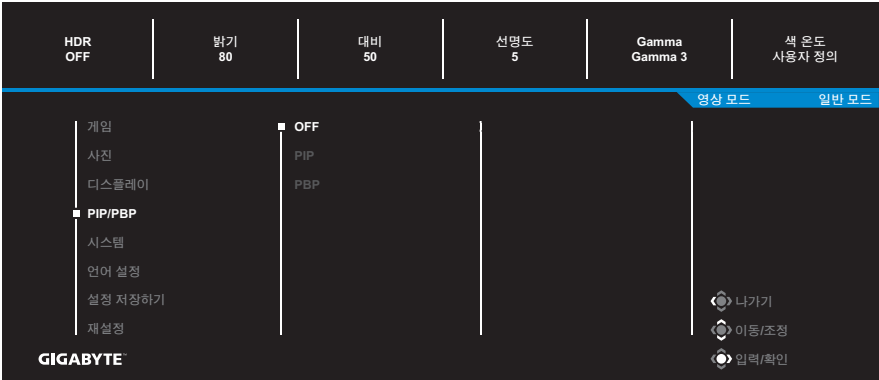 HDR 밝기 대비 선명도 Gamma 색 온도
OFF 80 50 5 Gamma 3 사용자 정의
영상 모드 일반 모드
게임 OFF
사진 PIP
디스플레이 PBP
PIP/PBP
시스템
언어 설정
설정 저장하기 나가기
재설정 이동/조정
GIGABYTE™ 입력/확인